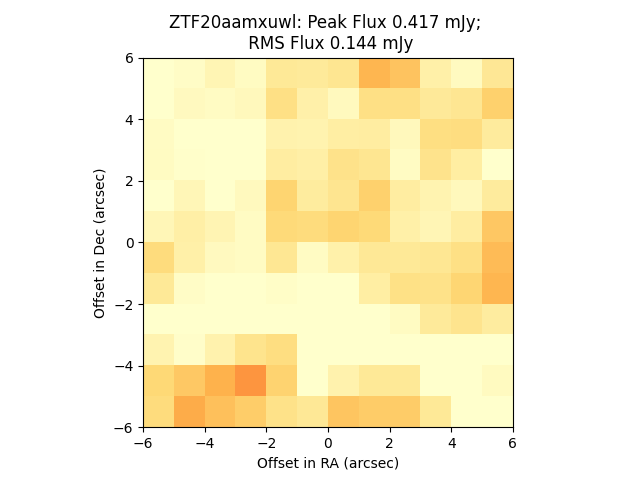 ZTF20aamxuwl: Peak Flux 0.417 mJy;
RMS Flux 0.144 mJy
6
4
2
0
−2
−4
−6
Offset in Dec (arcsec)
−6 −4 −2 0 2 4 6
Offset in RA (arcsec)